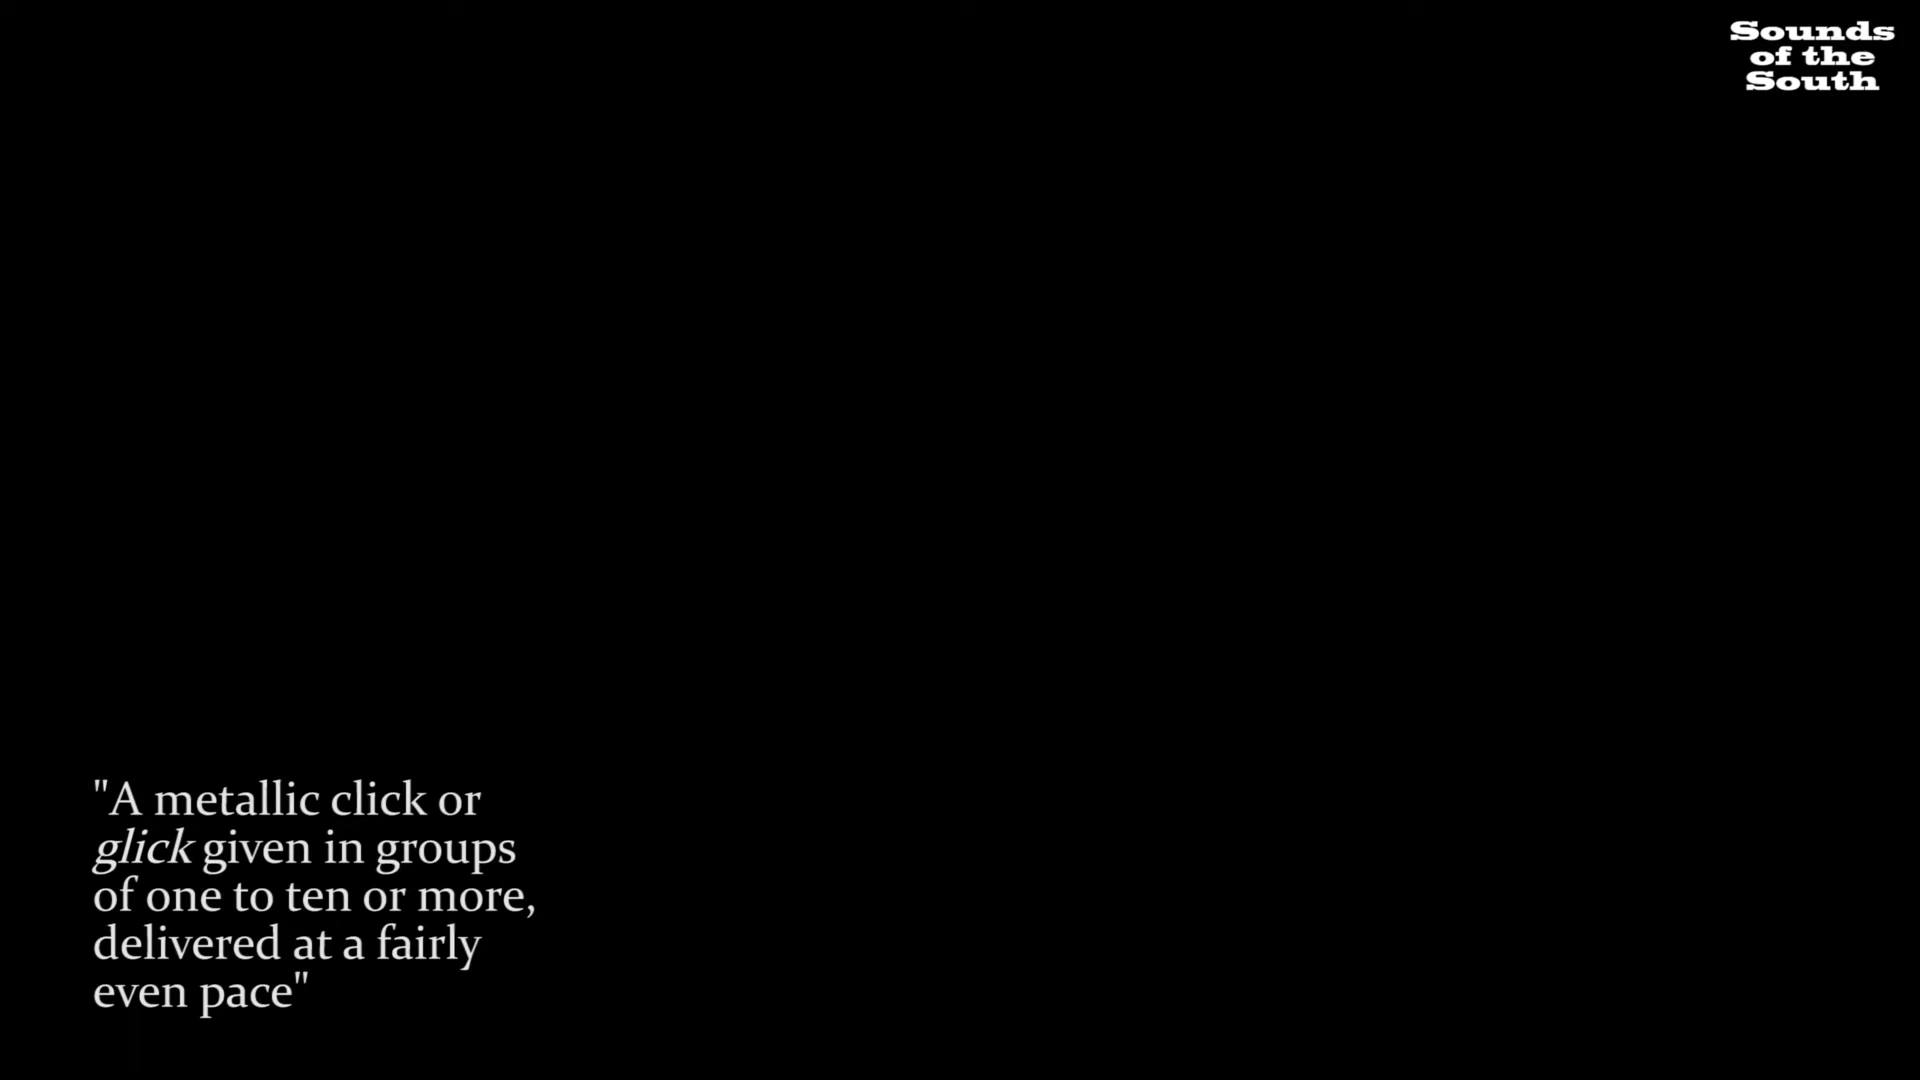 Sounds
of the
South
"A metallic click or
glick given in groups
of one to ten or more,
delivered at a fairly
even pace"